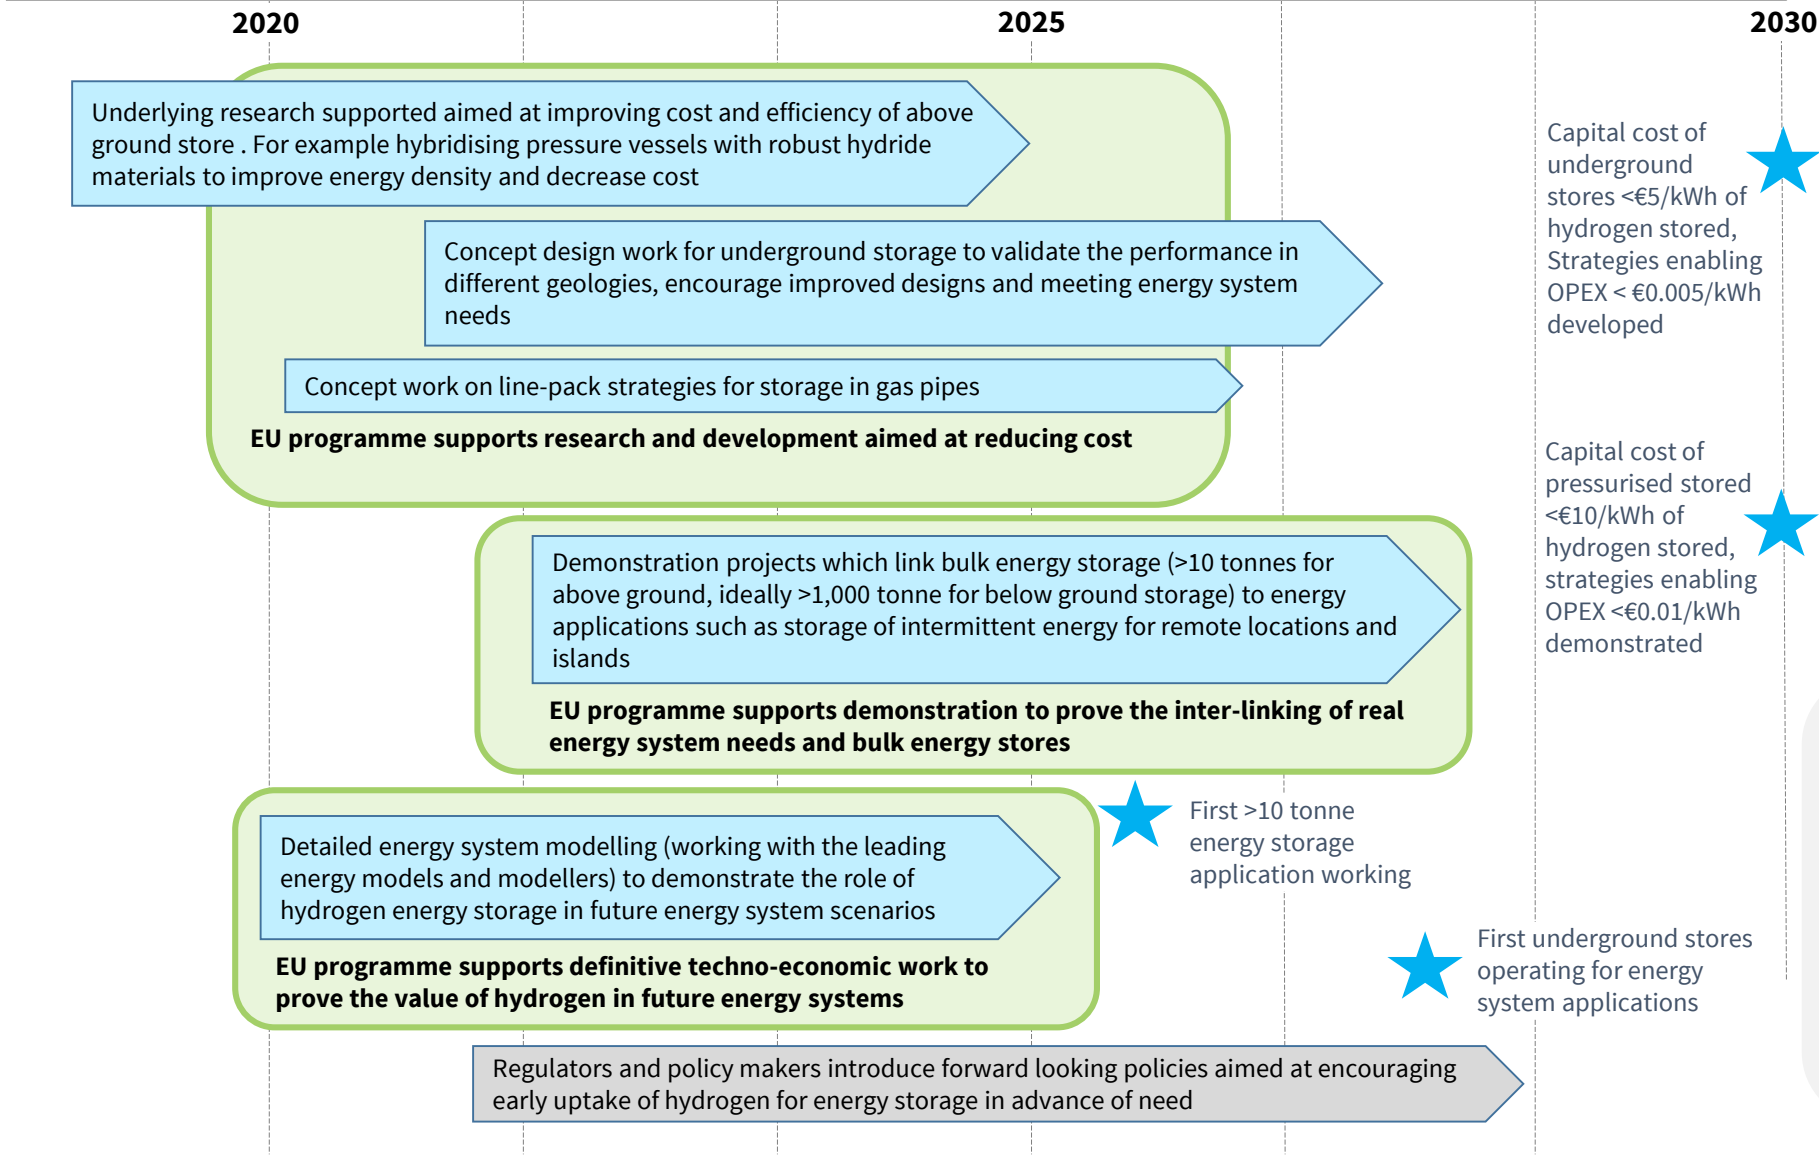 2020
2025
2030
Underlying research supported aimed at improving cost and efficiency of above
ground store . For example hybridising pressure vessels with robust hydride
materials to improve energy density and decrease cost
Concept design work for underground storage to validate the performance in
different geologies, encourage improved designs and meeting energy system
needs
Concept work on line-pack strategies for storage in gas pipes
EU programme supports research and development aimed at reducing cost
Capital cost of
underground
stores <€5/kWh of
hydrogen stored,
Strategies enabling
OPEX < €0.005/kWh
developed
Capital cost of
pressurised stored
<€10/kWh of
hydrogen stored,
strategies enabling
OPEX <€0.01/kWh
demonstrated
Demonstration projects which link bulk energy storage (>10 tonnes for
above ground, ideally >1,000 tonne for below ground storage) to energy
applications such as storage of intermittent energy for remote locations and
islands
EU programme supports demonstration to prove the inter-linking of real
energy system needs and bulk energy stores
First >10 tonne
energy storage
application working
Detailed energy system modelling (working with the leading
energy models and modellers) to demonstrate the role of
hydrogen energy storage in future energy system scenarios
EU programme supports definitive techno-economic work to
prove the value of hydrogen in future energy systems
First underground stores
operating for energy
system applications
Regulators and policy makers introduce forward looking policies aimed at encouraging
early uptake of hydrogen for energy storage in advance of need